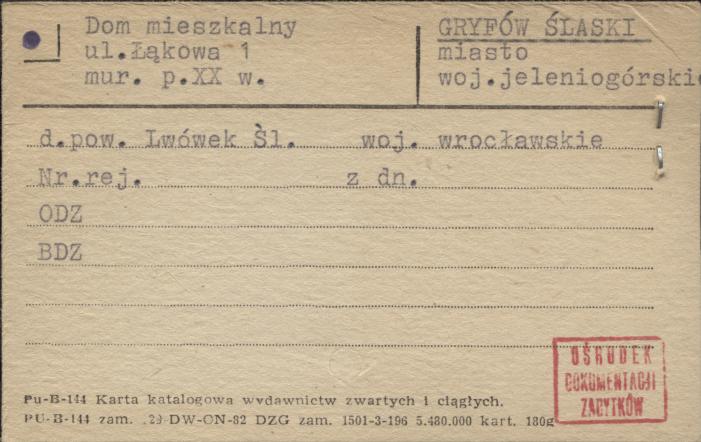 Dom mieszkalny
ul.Łąkowa 1
mur. p.XX w.
GRYFÓW ŚLASKI
miasto
woj.jeleniogórskie
d.pow. Lwówek Śl. woj. wrocławskie
Nr.rej. z dn.
ODZ
BDZ
OŚRODEK
DOKUMENTACJI
ZABYTKÓW
Pu-B-144 Karta katalogowa wydawnictw zwartych i ciągłych.
PU-B-144 zam. 29 DW-ON-82 DZG zam. 1501-3-196 5.480.000 kart. 180g